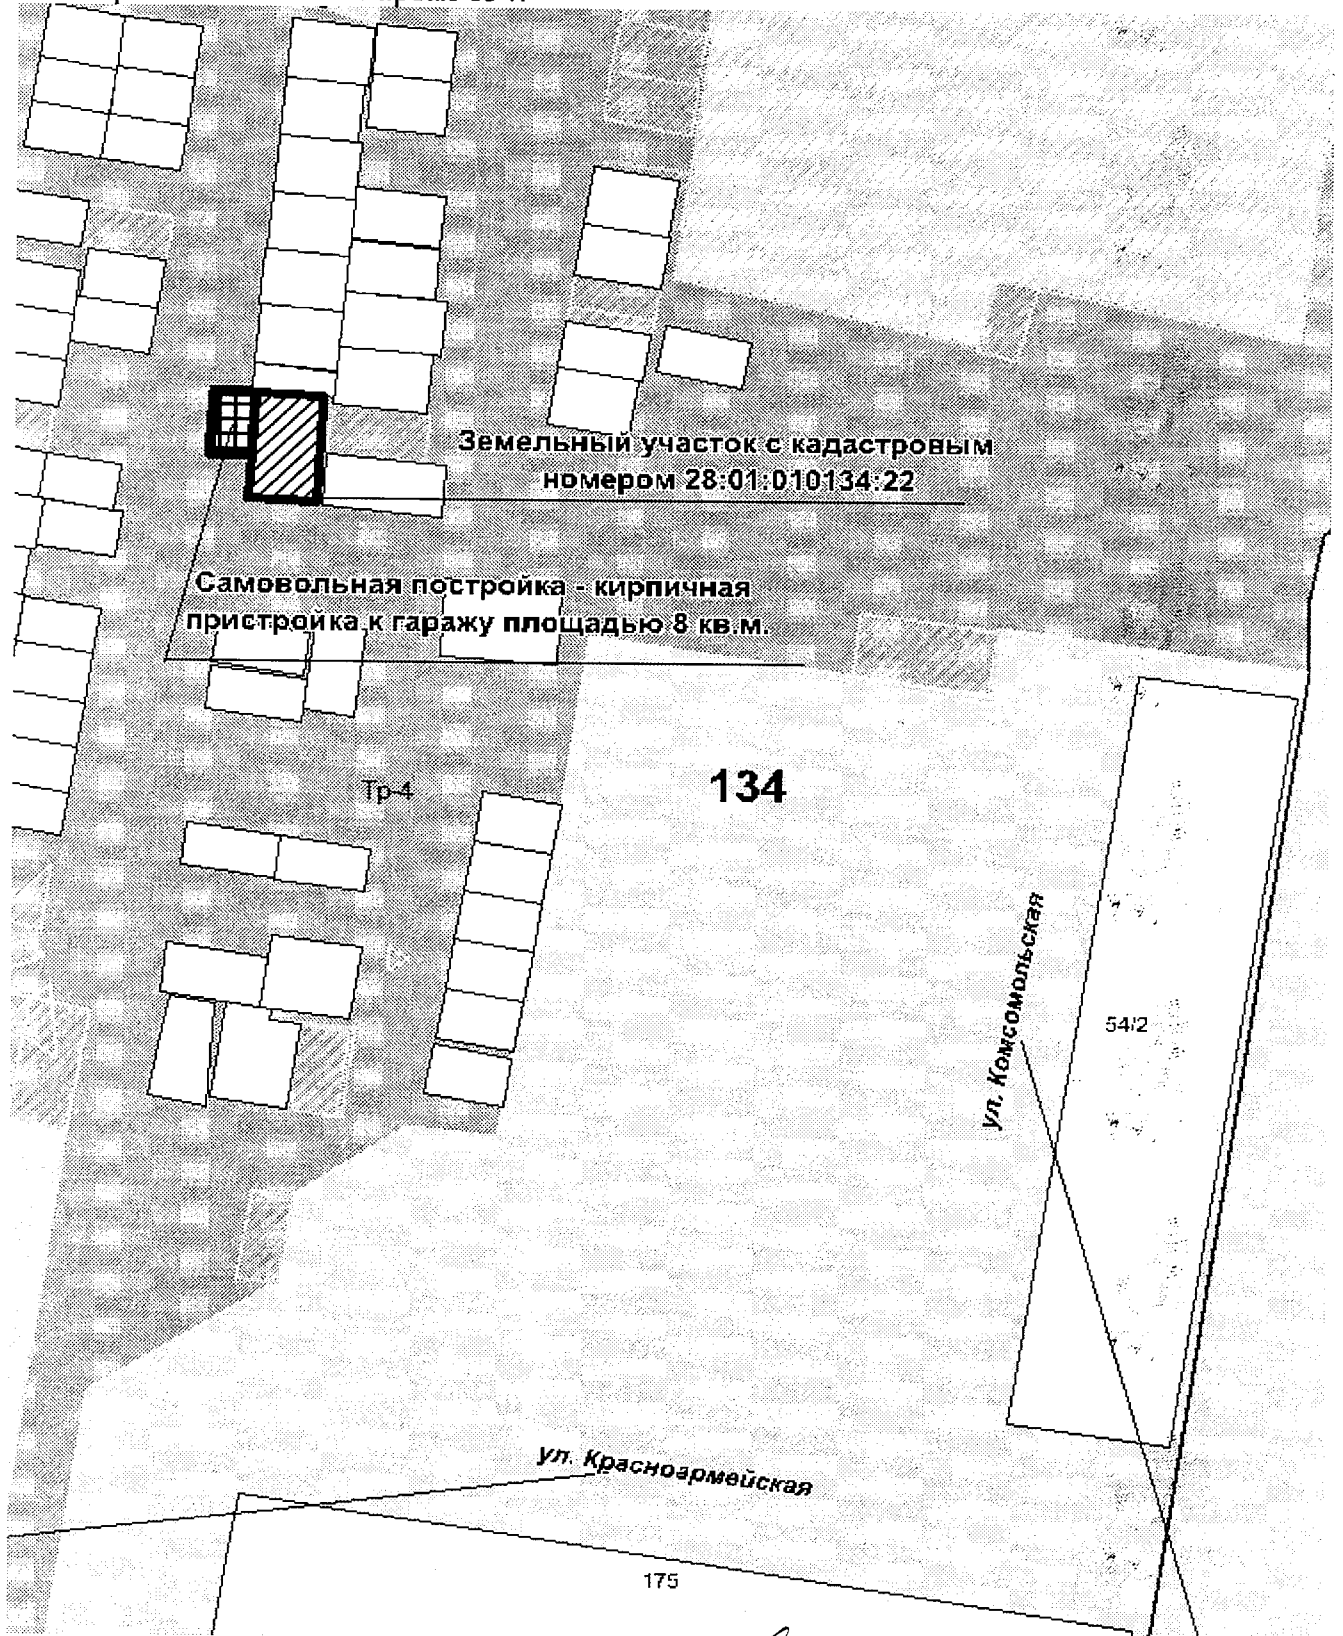 Земельный участок с кадастровым
номером 28:01:010134:22
Самовольная постройка - кирпичная
пристройка к гаражу площадью 8 кв.м.
Тр-4
134
ул. Комсомольская
54/2
ул. Красноармейская
175